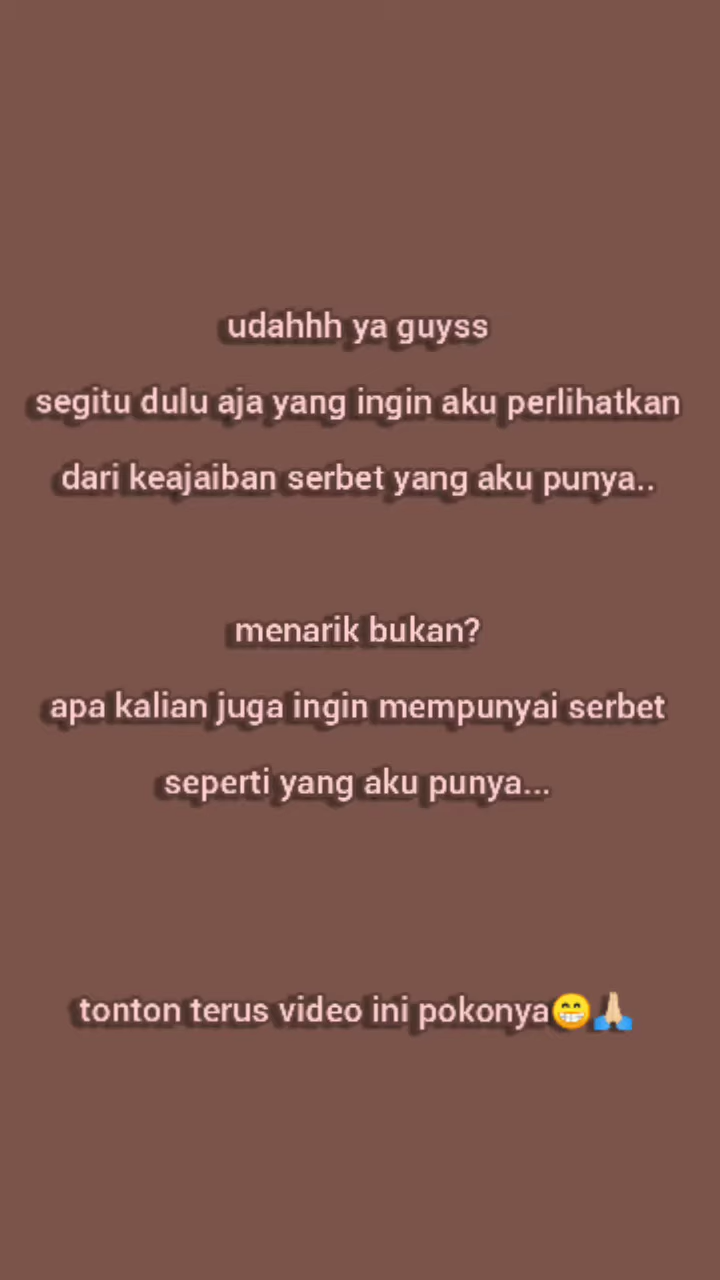 udahhh ya guyss
segitu dulu aja yang ingin aku perlihatkan
dari keajaiban serbet yang aku punya..
menarik bukan?
apa kalian juga ingin mempunyai serbet
seperti yang aku punya...
tonton terus video ini pokonya😁🙏🏻